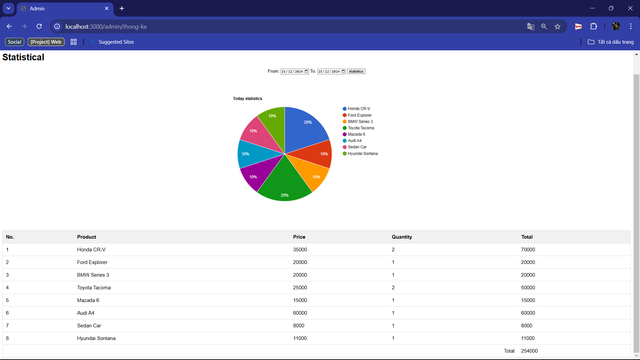 Admin
localhost:3000/admin/thong-ke
Social
[Project] Web
Suggested Sites
Tất cả dấu trang
Statistical
From: 15/12/2024 To: 15/12/2024 statistics
Today statistics
20%
10%
10%
20%
10%
10%
10%
10%
Honda CR-V
Ford Explorer
BMW Series 3
Toyota Tacoma
Mazada 6
Audi A4
Sedan Car
Hyundai Sontana
No. Product Price Quantity Total
1 Honda CR-V 35000 2 70000
2 Ford Explorer 20000 1 20000
3 BMW Series 3 20000 1 20000
4 Toyota Tacoma 25000 2 50000
5 Mazada 6 15000 1 15000
6 Audi A4 60000 1 60000
7 Sedan Car 8000 1 8000
8 Hyundai Sontana 11000 1 11000
Total 254000